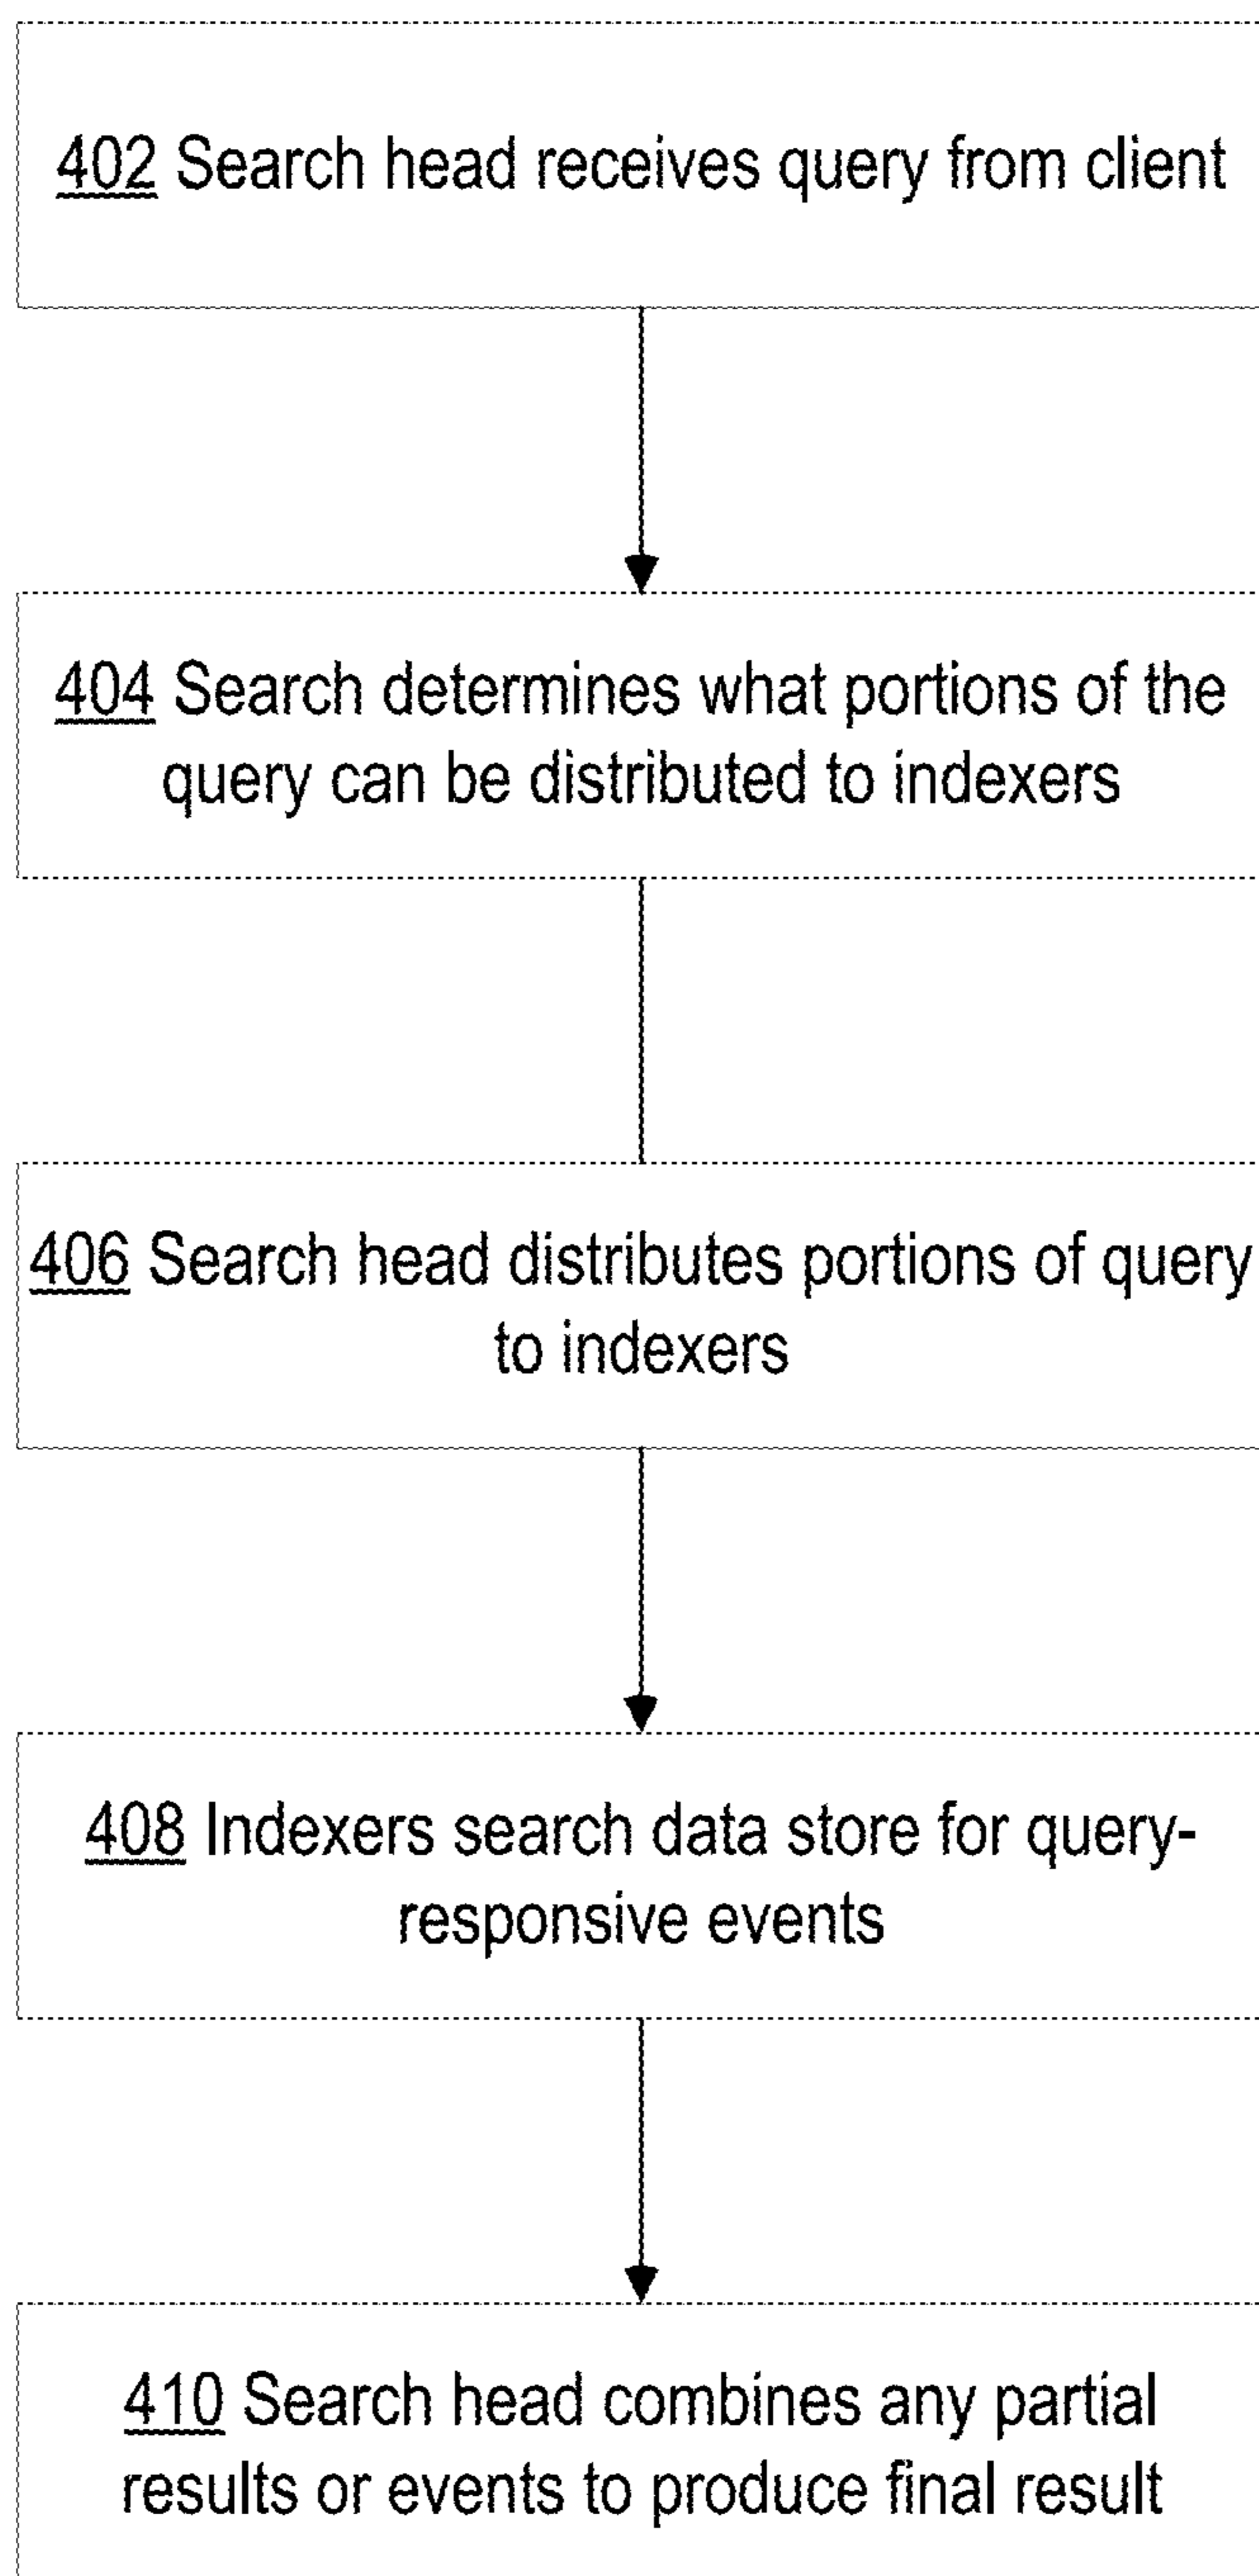 402 Search head receives query from client
404 Search determines what portions of the
query can be distributed to indexers
406 Search head distributes portions of query
to indexers
408 Indexers search data store for query-
responsive events
410 Search head combines any partial
results or events to produce final result